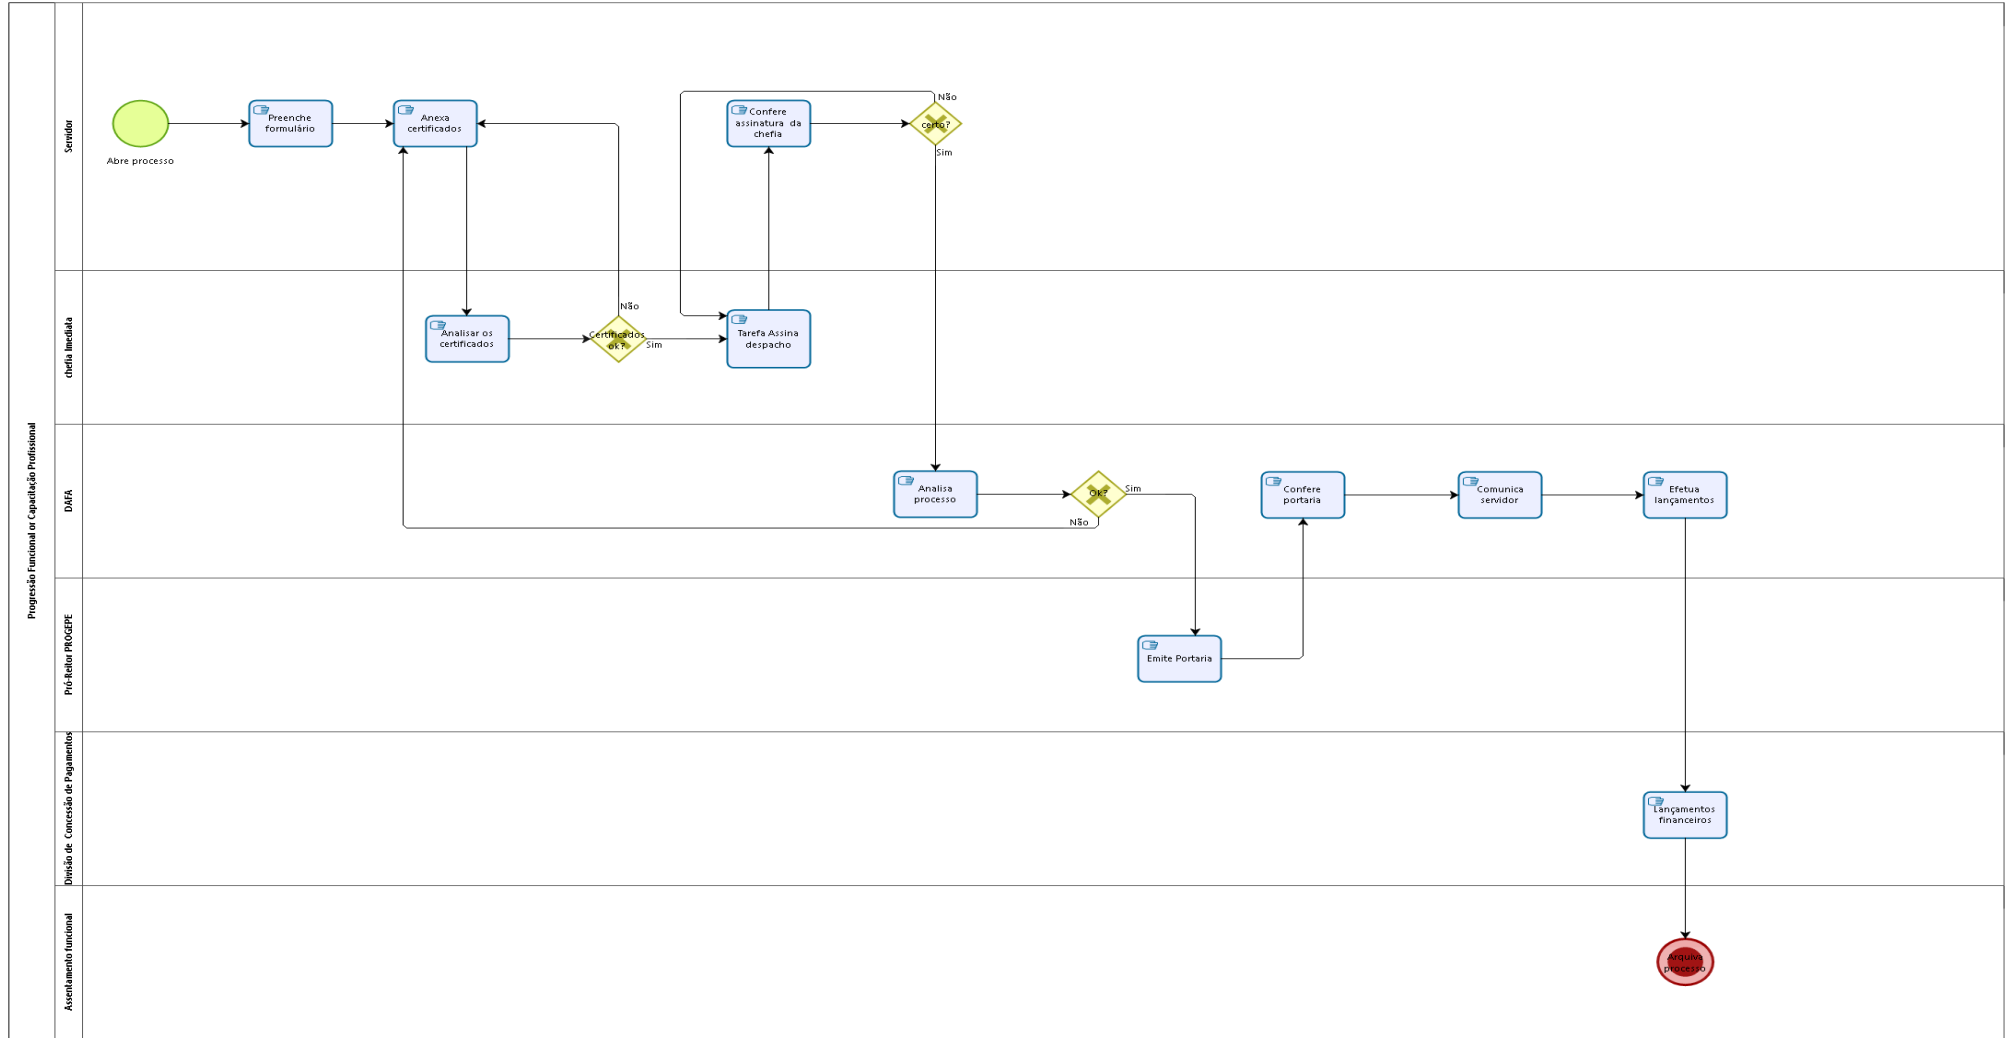 Progressão Funcional or Capacitação Profissional
Servidor
Abre processo
Preenche
formulário
Anexa
certificados
Confere
assinatura da
chefia
certo?
Não
Sim
chefia Imediata
Analisar os
certificados
Certificados
ok?
Não
Sim
Tarefa Assina
despacho
DAFA
Analisa
processo
Ok?
Sim
Não
Confere
portaria
Comunica
servidor
Efetua
lançamentos
Pró-Reitor PROGEPE
Emite Portaria
Divisão de Concessão de Pagamentos
Lançamentos
financeiros
Assentamento funcional
Arquiva
processo